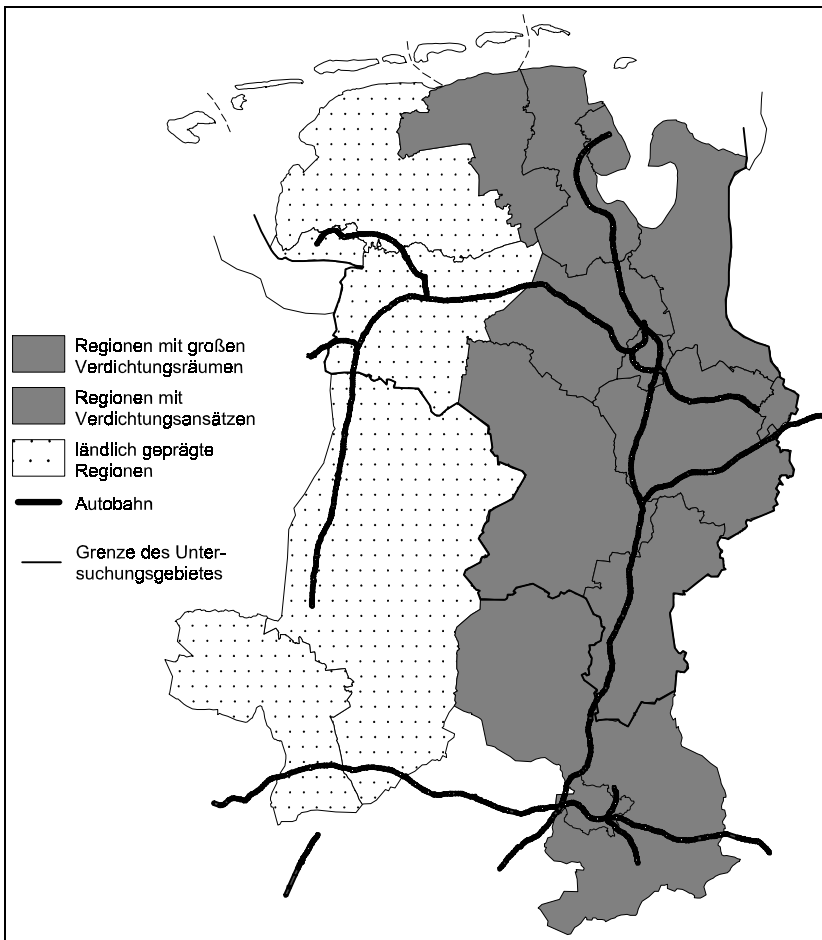 Regionen mit großen
Verdichtungsräumen
Regionen mit
Verdichtungsansätzen
ländlich geprägte
Regionen
Autobahn
Grenze des Unter-
suchungsgebietes